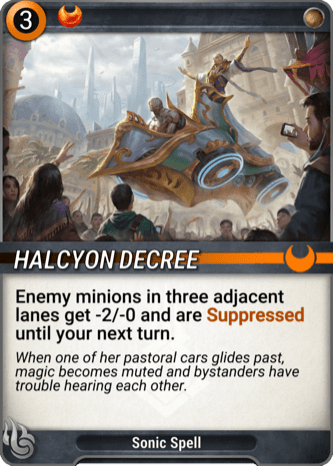 3
HALCYON DECREE
Enemy minions in three adjacent
lanes get -2/-0 and are Suppressed
until your next turn.
When one of her pastoral cars glides past,
magic becomes muted and bystanders have
trouble hearing each other.
Sonic Spell